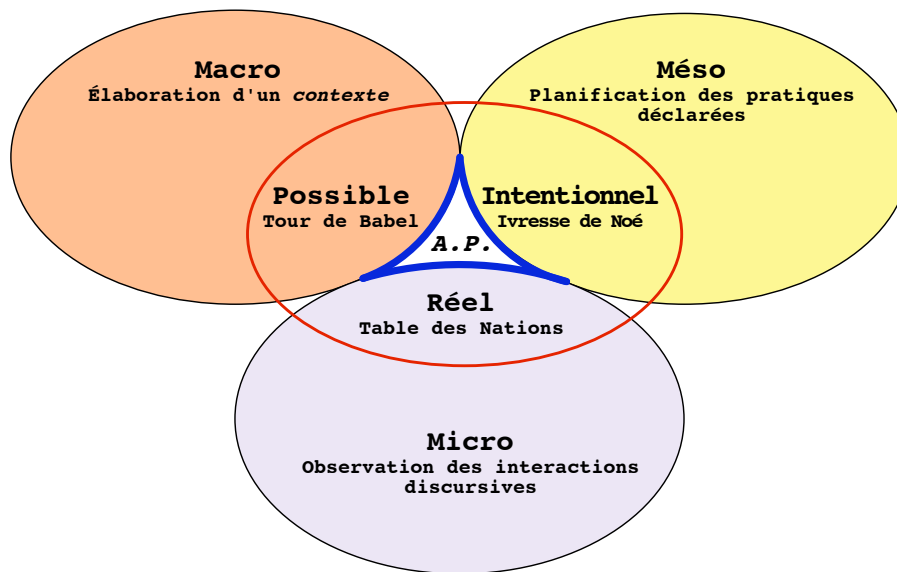 Macro
Élaboration d'un contexte
Méso
Planification des pratiques
déclarées
Possible
Tour de Babel
Intentionnel
Ivresse de Noé
A.P.
Réel
Table des Nations
Micro
Observation des interactions
discursives